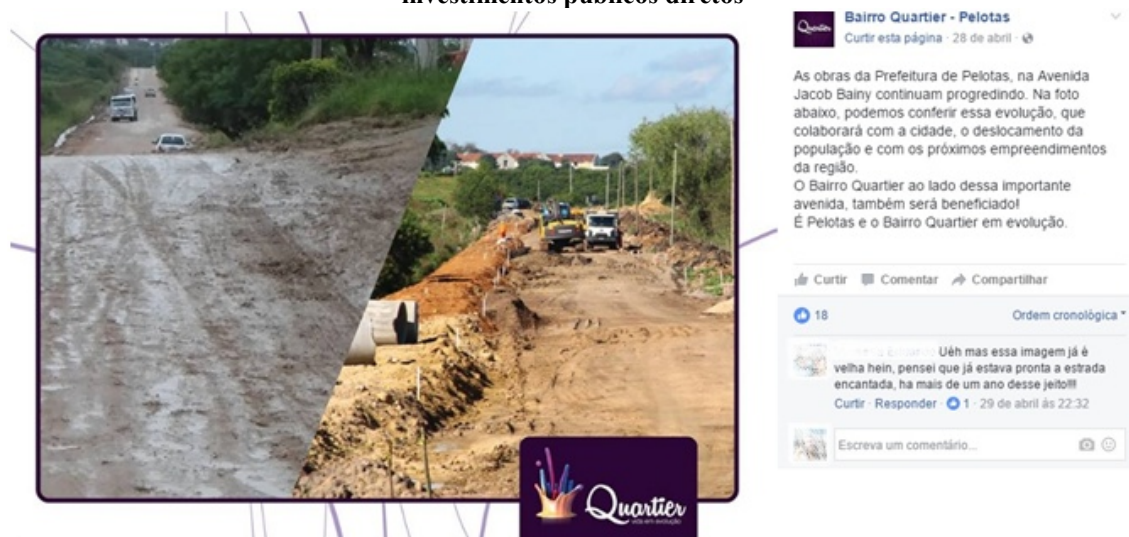 investimentos públicos diretos
Quartier
vida em evolução
Quartier
Bairro Quartier - Pelotas
Curtir esta página · 28 de abril ·
As obras da Prefeitura de Pelotas, na Avenida
Jacob Bainy continuam progredindo. Na foto
abaixo, podemos conferir essa evolução, que
colaborará com a cidade, o deslocamento da
população e com os próximos empreendimentos
da região.
O Bairro Quartier ao lado dessa importante
avenida, também será beneficiado!
É Pelotas e o Bairro Quartier em evolução.
Curtir Comentar Compartilhar
18 Ordem cronológica
Uéh mas essa imagem já é
velha hein, pensei que já estava pronta a estrada
encantada, ha mais de um ano desse jeito!!!
Curtir · Responder · 1 · 29 de abril às 22:32
Escreva um comentário...